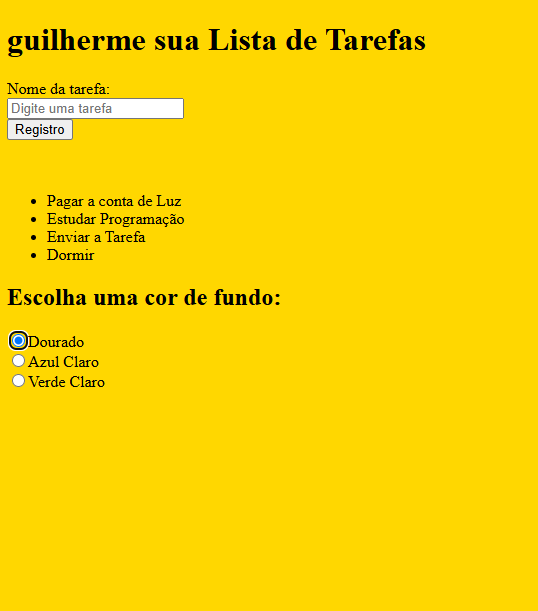 guilherme sua Lista de Tarefas
Nome da tarefa:
Digite uma tarefa
Registro
Pagar a conta de Luz
Estudar Programação
Enviar a Tarefa
Dormir
Escolha uma cor de fundo:
Dourado
Azul Claro
Verde Claro